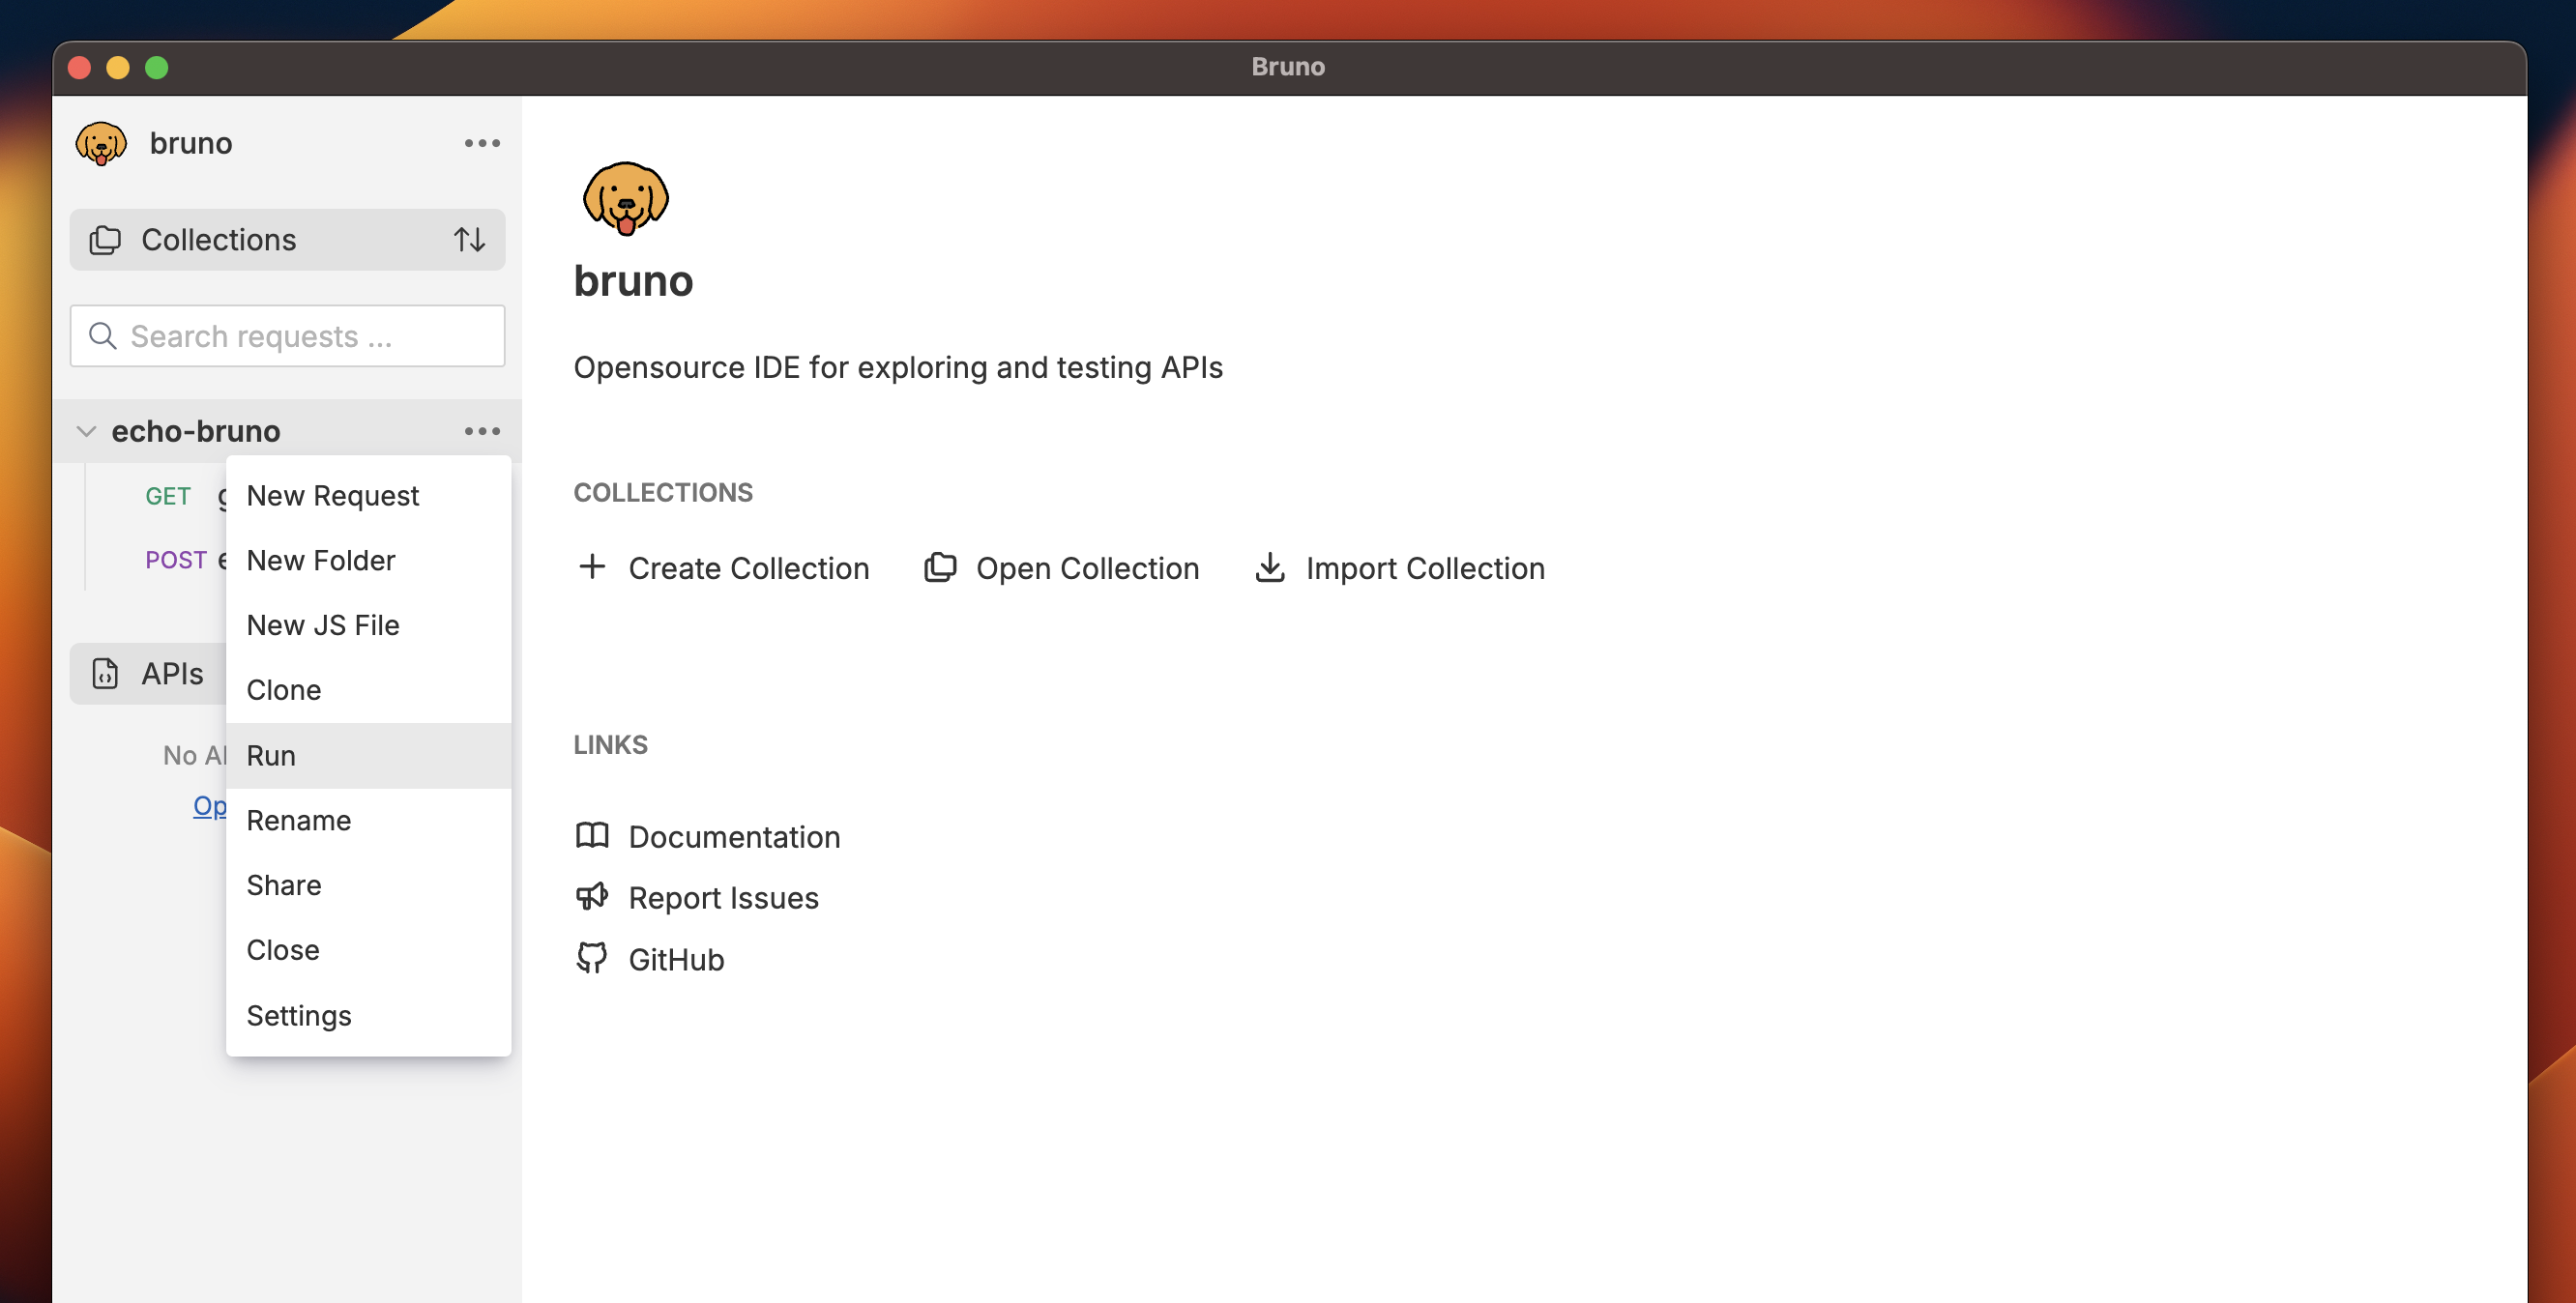 Bruno
bruno
Collections
Search requests ...
echo-bruno
GET
POST
New Request
New Folder
New JS File
Clone
Run
Rename
Share
Close
Settings
APIs
No
bruno
Opensource IDE for exploring and testing APIs
COLLECTIONS
Create Collection
Open Collection
Import Collection
LINKS
Documentation
Report Issues
GitHub